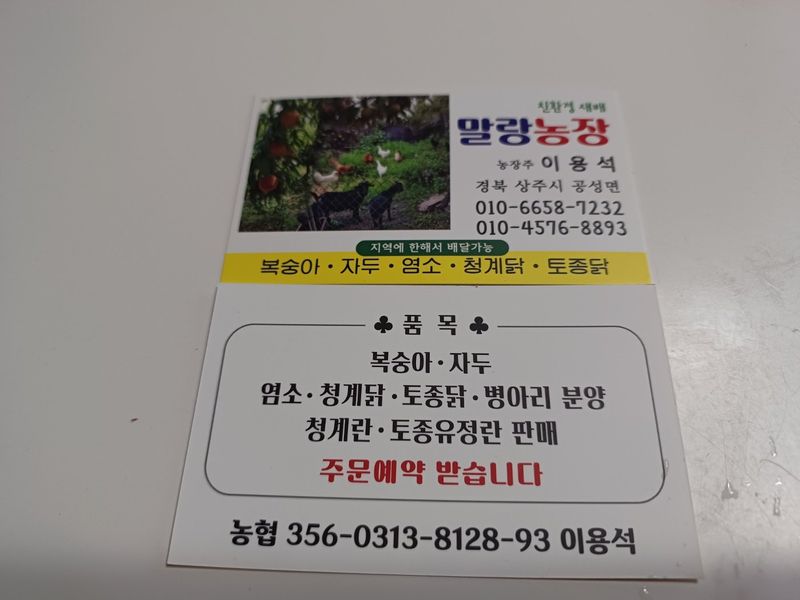 친환경 재배
말랑농장
농장주 이용석
경북 상주시 공성면
010-6658-7232
010-4576-8893
지역에 한해서 배달가능
복숭아·자두·염소·청계닭·토종닭
♣ 품 목 ♣
복숭아·자두
염소·청계닭·토종닭·병아리 분양
청계란·토종유정란 판매
주문예약 받습니다
농협 356-0313-8128-93 이용석